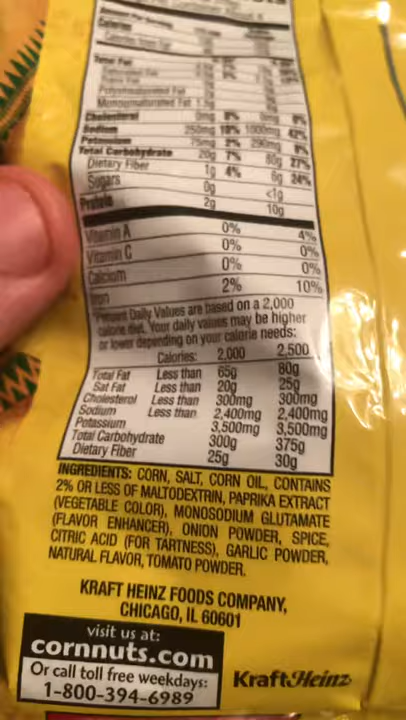 Calories
Total Fat
Polyunsaturated Fat
Monounsaturated Fat
Cholesterol 0mg 0% 0mg 0%
Sodium 250mg 10% 1000mg 42%
75mg 2% 290mg 8%
Total Carbohydrate 20g 7% 80g 27%
Dietary Fiber 1g 4% 6g 24%
Sugars 0g <1g
Protein 2g 10g
Vitamin A 0% 4%
Vitamin C 0% 0%
Calcium 0% 0%
Iron 2% 10%
Percent Daily Values are based on a 2,000
calorie diet. Your daily values may be higher
or lower depending on your calorie needs:
Calories: 2,000 2,500
Total Fat Less than 65g 80g
Sat Fat Less than 20g 25g
Cholesterol Less than 300mg 300mg
Sodium Less than 2,400mg 2,400mg
Potassium 3,500mg 3,500mg
Total Carbohydrate 300g 375g
Dietary Fiber 25g 30g
INGREDIENTS: CORN, SALT, CORN OIL, CONTAINS
2% OR LESS OF MALTODEXTRIN, PAPRIKA EXTRACT
(VEGETABLE COLOR), MONOSODIUM GLUTAMATE
(FLAVOR ENHANCER), ONION POWDER, SPICE,
CITRIC ACID (FOR TARTNESS), GARLIC POWDER,
NATURAL FLAVOR, TOMATO POWDER.
KRAFT HEINZ FOODS COMPANY,
CHICAGO, IL 60601
visit us at:
cornnuts.com
Or call toll free weekdays:
1-800-394-6989
KraftHeinz